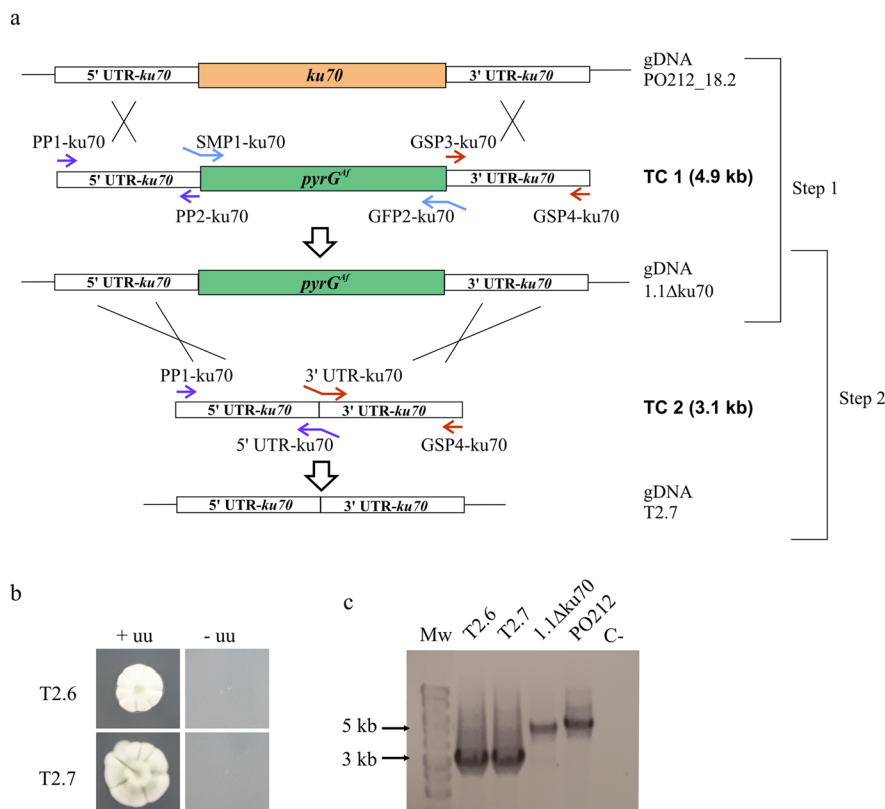 a
5' UTR-ku70 ku70 3' UTR-ku70
gDNA
PO212_18.2
PP1-ku70 SMP1-ku70 GSP3-ku70
5' UTR-ku70 pyrG^Af 3' UTR-ku70
TC 1 (4.9 kb)
Step 1
PP2-ku70 GFP2-ku70 GSP4-ku70
5' UTR-ku70 pyrG^Af 3' UTR-ku70
gDNA
1.1Δku70
PP1-ku70 3' UTR-ku70
5' UTR-ku70 3' UTR-ku70
TC 2 (3.1 kb)
Step 2
5' UTR-ku70 GSP4-ku70
5' UTR-ku70 3' UTR-ku70
gDNA
T2.7
b
+ uu - uu
T2.6
T2.7
c
Mw T2.6 T2.7 1.1Δku70 PO212 C-
5 kb
3 kb